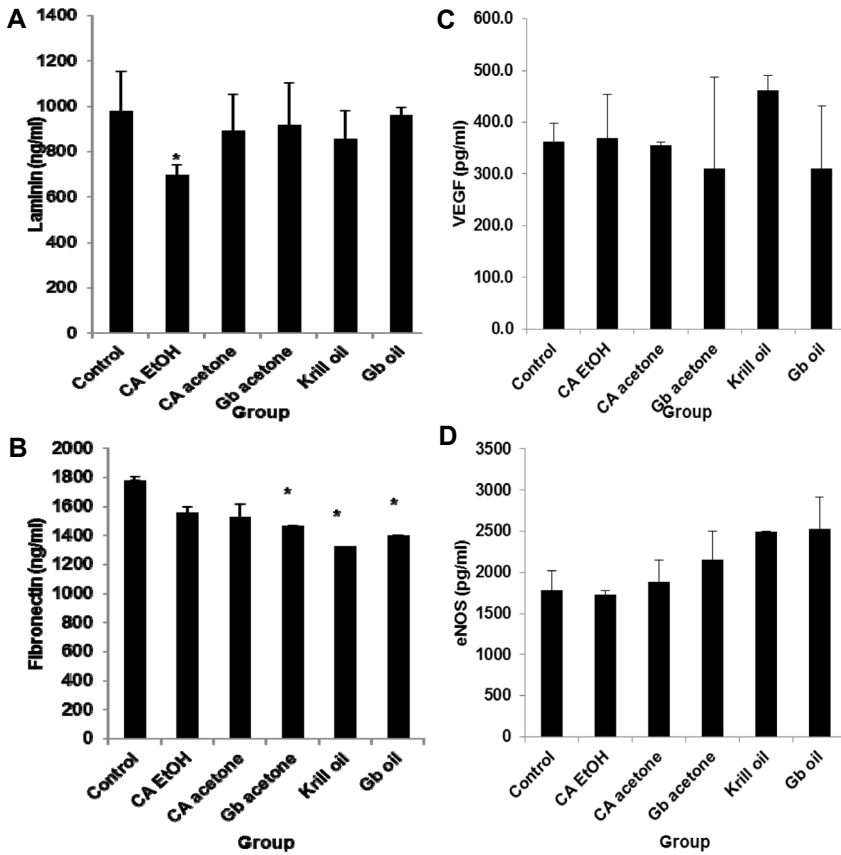 A
1400
1200
1000
800
600
400
200
0
Laminin (ng/ml)
*
Control
CA EtOH
CA acetone
Gb acetone
Krill oil
Gb oil
Group
B
2000
1800
1600
1400
1200
1000
800
600
400
200
0
Fibronectin (ng/ml)
*
*
*
Control
CA EtOH
CA acetone
Gb acetone
Krill oil
Gb oil
Group
C
600.0
500.0
400.0
300.0
300.0
100.0
0.0
VEGF (pg/ml)
Control
CA EtOH
CA acetone
Gb acetone
Krill oil
Gb oil
Group
D
3500
3000
2500
2000
1500
1000
500
0
eNOS (pg/ml)
Control
CA EtOH
CA acetone
Gb acetone
Krill oil
Gb oil
Group